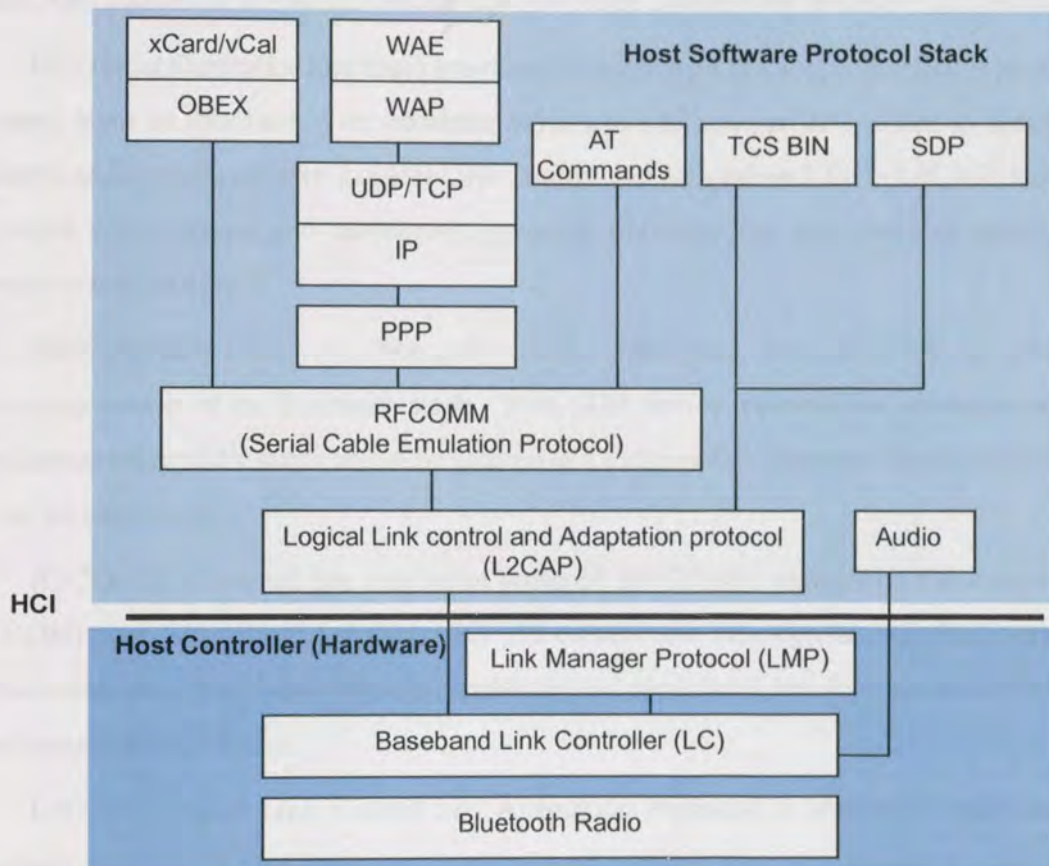 xCard/vCal
WAE
Host Software Protocol Stack
OBEX
WAP
AT
Commands
TCS BIN
SDP
UDP/TCP
IP
PPP
RFCOMM
(Serial Cable Emulation Protocol)
Logical Link control and Adaptation protocol
(L2CAP)
Audio
HCI
Host Controller (Hardware)
Link Manager Protocol (LMP)
Baseband Link Controller (LC)
Bluetooth Radio